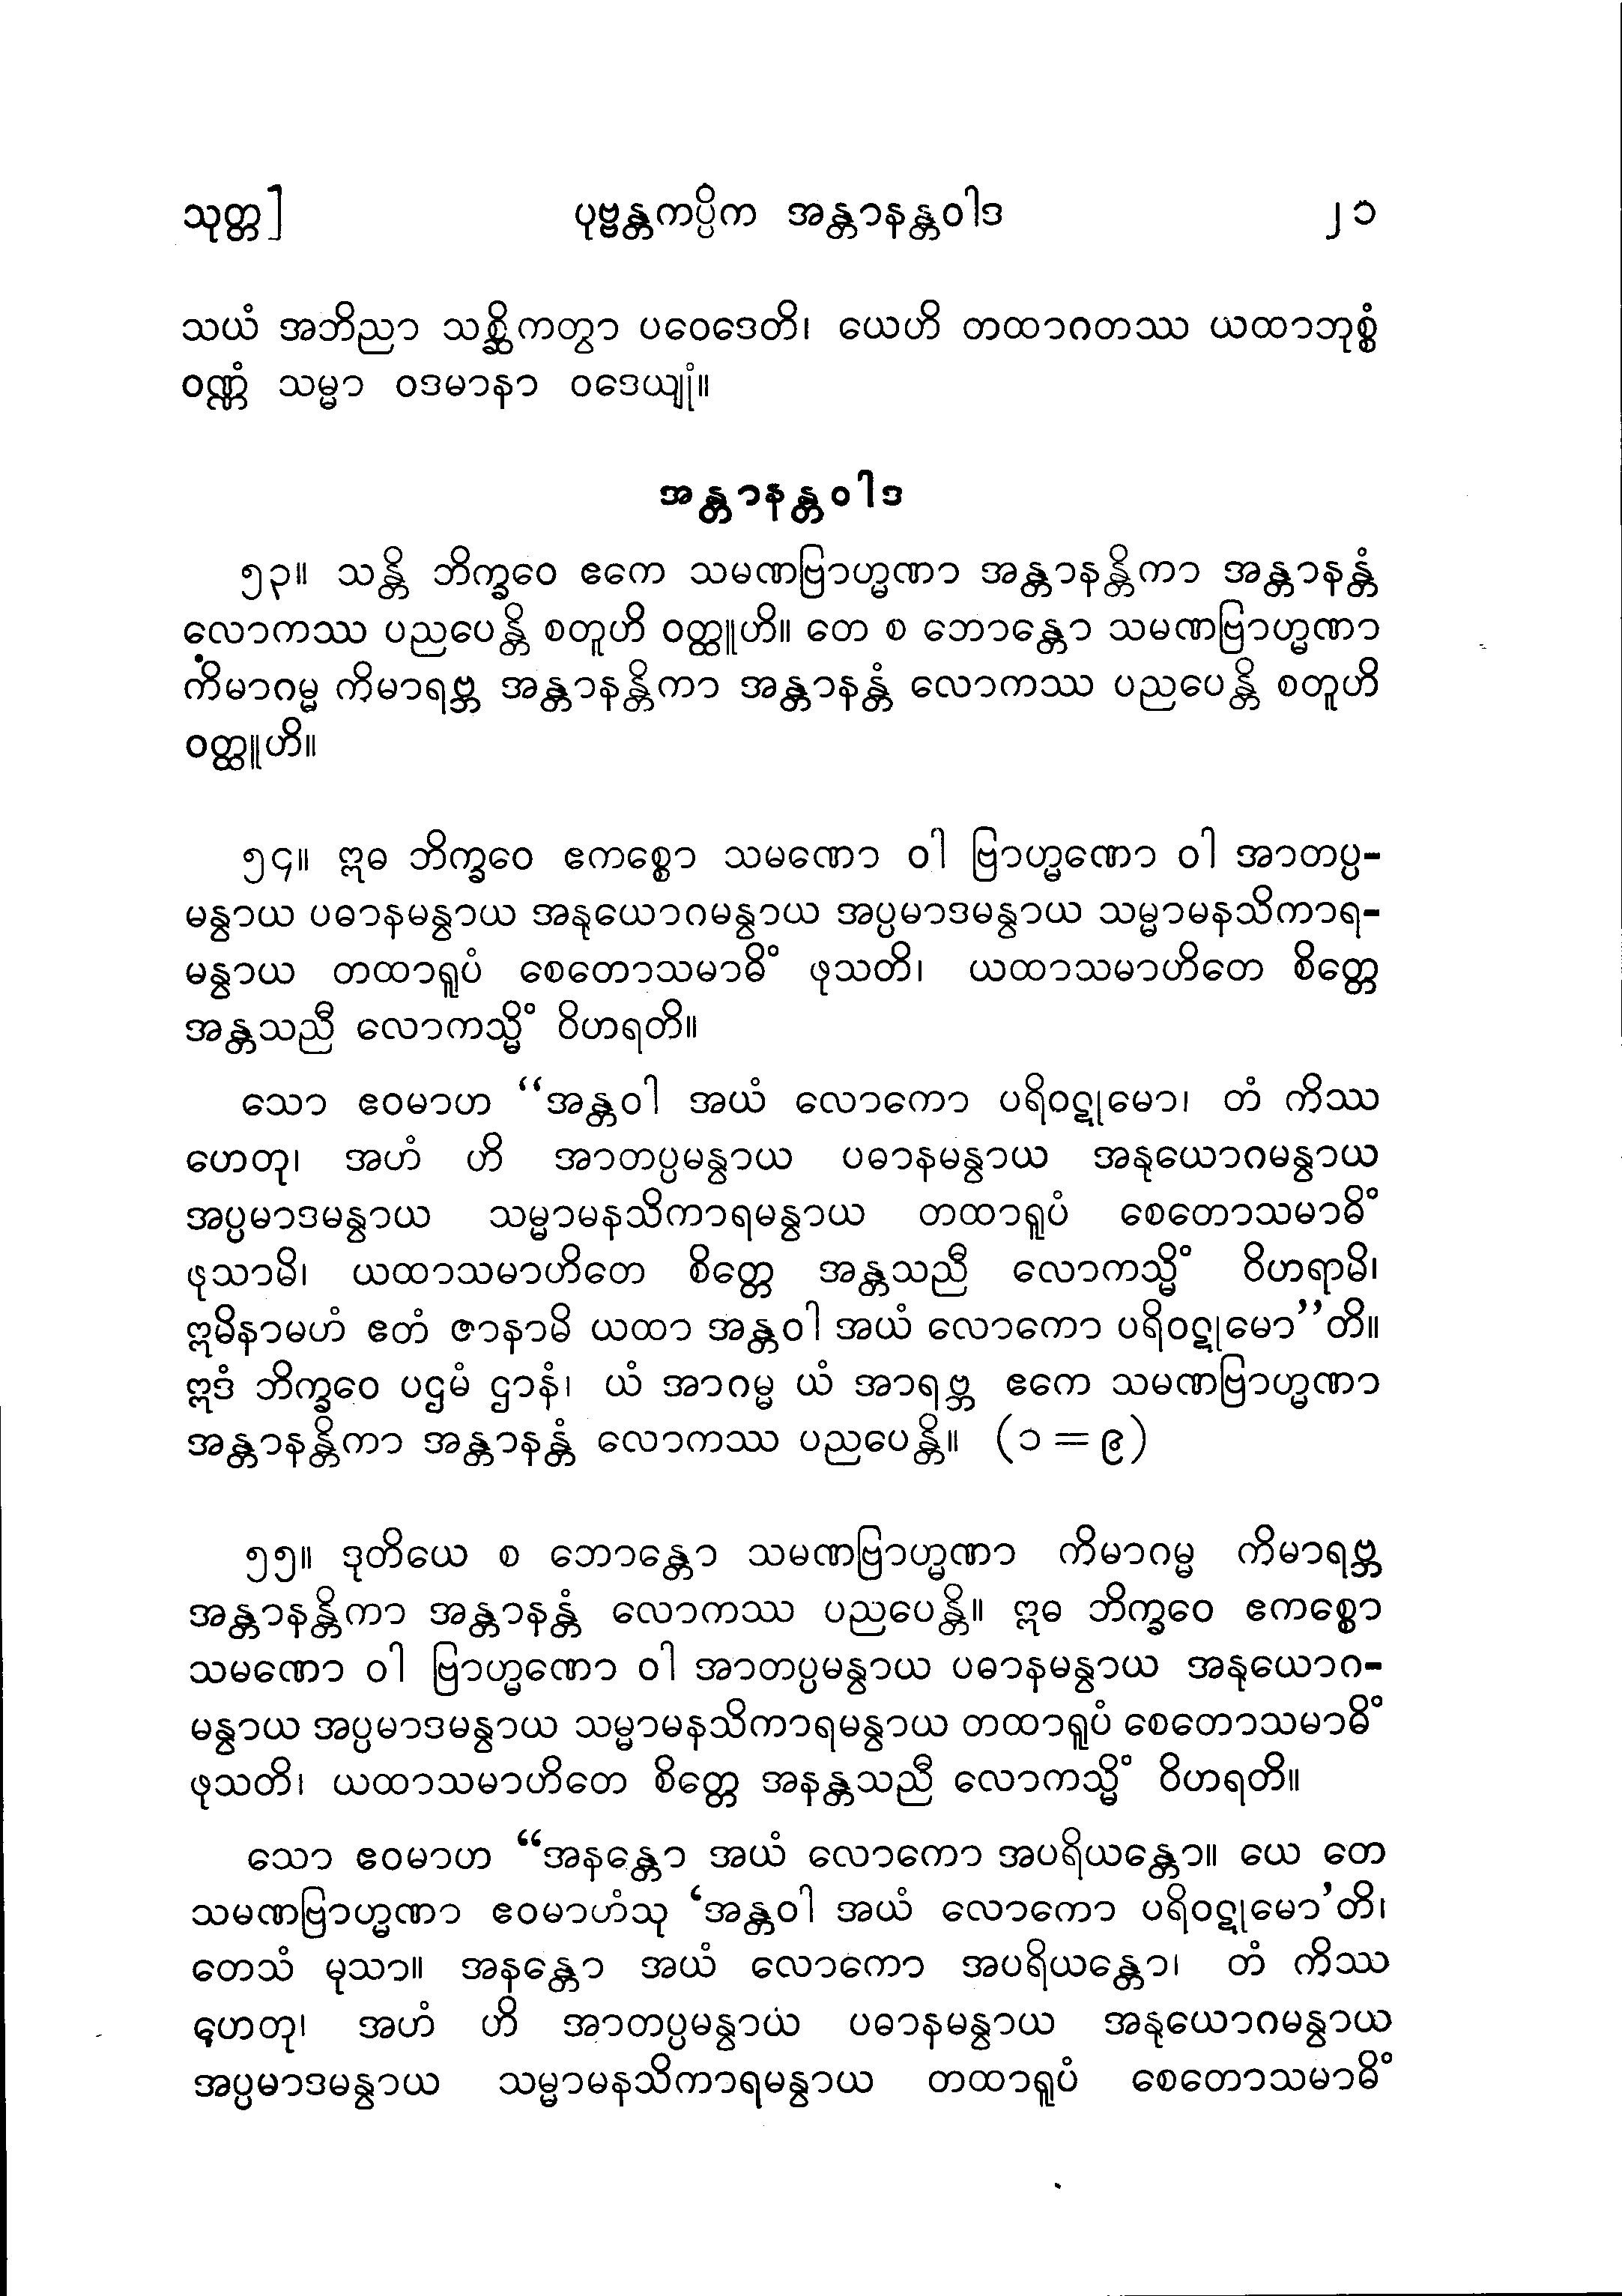 သုတ္တ] ပုဗ္ဗန္တကပ္ပိက အန္တာနန္တဝါဒ ၂၁
သယံ အဘိညာ သစ္ဆိကတွာ ပဝေဒေတိ၊ ယေဟိ တထာဂတဿ ယထာဘုစ္စံ
ဝဏ္ဏံ သမ္မာ ဝဒမာနာ ဝဒေယျုံ။
အန္တာနန္တဝါဒ
၅၃။ သန္တိ ဘိက္ခဝေ ဧကေ သမဏဗြာဟ္မဏာ အန္တာနန္တိကာ အန္တာနန္တံ
လောကဿ ပညပေန္တိ စတူဟိ ဝတ္ထူဟိ။ တေ စ ဘောန္တော သမဏဗြာဟ္မဏာ
ကိမာဂမ္မ ကိမာရဗ္ဘ အန္တာနန္တိကာ အန္တာနန္တံ လောကဿ ပညပေန္တိ စတူဟိ
ဝတ္ထူဟိ။
၅၄။ ဣဓ ဘိက္ခဝေ ဧကစ္စော သမဏော ဝါ ဗြာဟ္မဏော ဝါ အာတပ္ပ-
မန္ွာယ ပဓာနမန္ွာယ အနုယောဂမန္ွာယ အပ္ပမာဒမန္ွာယ သမ္မာမနသိကာရ-
မန္ွာယ တထာရူပံ စေတောသမာဓိံ ဖုသတိ၊ ယထာသမာဟိတေ စိတ္တေ
အန္တသညီ လောကသ္မိံ ဝိဟရတိ။
သော ဧဝမာဟ “အန္တဝါ အယံ လောကော ပရိဝဋုမော၊ တံ ကိဿ
ဟေတု၊ အဟံ ဟိ အာတပ္ပမန္ွာယ ပဓာနမန္ွာယ အနုယောဂမန္ွာယ
အပ္ပမာဒမန္ွာယ သမ္မာမနသိကာရမန္ွာယ တထာရူပံ စေတောသမာဓိံ
ဖုသာမိ၊ ယထာသမာဟိတေ စိတ္တေ အန္တသညီ လောကသ္မိံ ဝိဟရာမိ၊
ဣမိနာမဟံ ဧတံ ဇာနာမိ ယထာ အန္တဝါ အယံ လောကော ပရိဝဋုမော”တိ။
ဣဒံ ဘိက္ခဝေ ပဌမံ ဌာနံ၊ ယံ အာဂမ္မ ယံ အာရဗ္ဘ ဧကေ သမဏဗြာဟ္မဏာ
အန္တာနန္တိကာ အန္တာနန္တံ လောကဿ ပညပေန္တိ။ (၁=၉)
၅၅။ ဒုတိယေ စ ဘောန္တော သမဏဗြာဟ္မဏာ ကိမာဂမ္မ ကိမာရဗ္ဘ
အန္တာနန္တိကာ အန္တာနန္တံ လောကဿ ပညပေန္တိ။ ဣဓ ဘိက္ခဝေ ဧကစ္စော
သမဏော ဝါ ဗြာဟ္မဏော ဝါ အာတပ္ပမန္ွာယ ပဓာနမန္ွာယ အနုယောဂ-
မန္ွာယ အပ္ပမာဒမန္ွာယ သမ္မာမနသိကာရမန္ွာယ တထာရူပံ စေတောသမာဓိံ
ဖုသတိ၊ ယထာသမာဟိတေ စိတ္တေ အနန္တသညီ လောကသ္မိံ ဝိဟရတိ။
သော ဧဝမာဟ “အနန္တော အယံ လောကော အပရိယန္တော။ ယေ တေ
သမဏဗြာဟ္မဏာ ဧဝမာဟံသု ‘အန္တဝါ အယံ လောကော ပရိဝဋုမော’တိ၊
တေသံ မုသာ။ အနန္တော အယံ လောကော အပရိယန္တော၊ တံ ကိဿ
ဟေတု၊ အဟံ ဟိ အာတပ္ပမန္ွာယ ပဓာနမန္ွာယ အနုယောဂမန္ွာယ
အပ္ပမာဒမန္ွာယ သမ္မာမနသိကာရမန္ွာယ တထာရူပံ စေတောသမာဓိံ